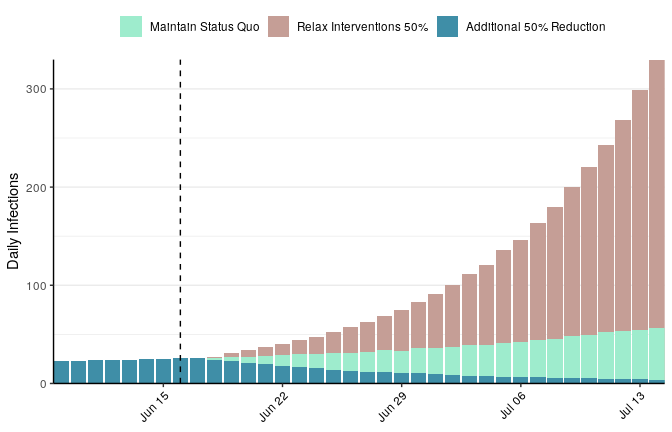 Maintain Status Quo Relax Interventions 50% Additional 50% Reduction
Daily Infections
300
200
100
0
Jun 15 Jun 22 Jun 29 Jul 06 Jul 13